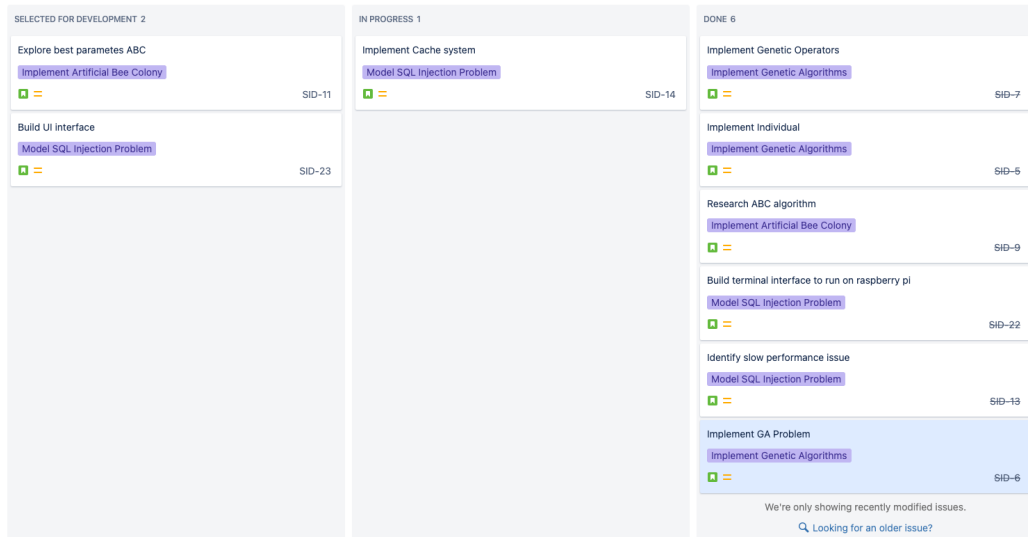 SELECTED FOR DEVELOPMENT 2
Explore best parametes ABC
Implement Artificial Bee Colony
SID-11
Build UI interface
Model SQL Injection Problem
SID-23
IN PROGRESS 1
Implement Cache system
Model SQL Injection Problem
SID-14
DONE 6
Implement Genetic Operators
Implement Genetic Algorithms
SID-7
Implement Individual
Implement Genetic Algorithms
SID-5
Research ABC algorithm
Implement Artificial Bee Colony
SID-9
Build terminal interface to run on raspberry pi
Model SQL Injection Problem
SID-22
Identify slow performance issue
Model SQL Injection Problem
SID-13
Implement GA Problem
Implement Genetic Algorithms
SID-6
We're only showing recently modified issues.
Looking for an older issue?